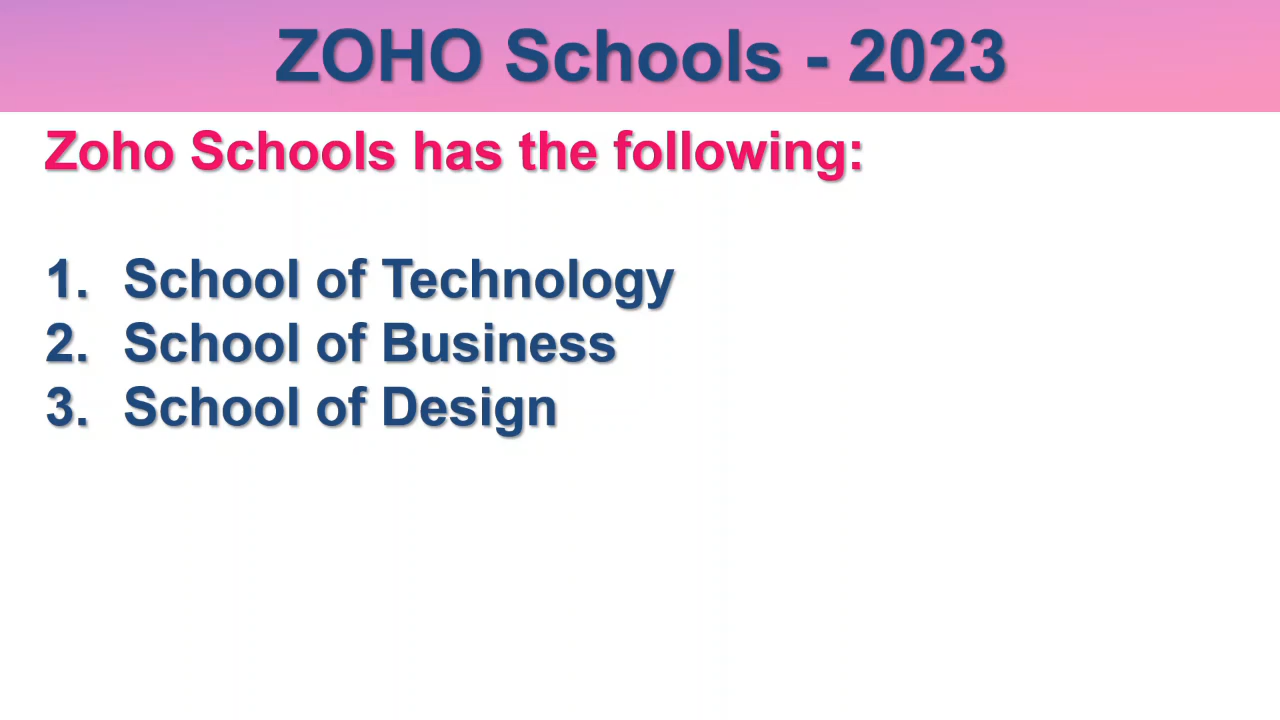 ZOHO Schools - 2023
Zoho Schools has the following:
1. School of Technology
2. School of Business
3. School of Design